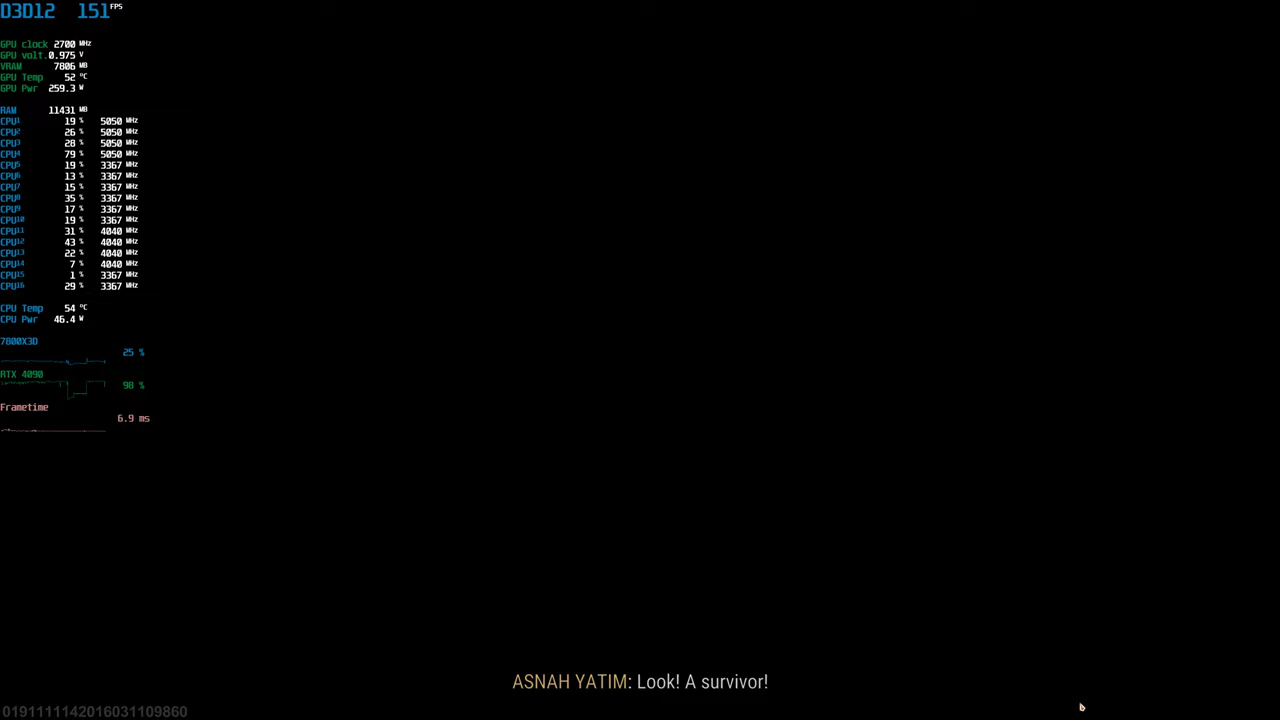 D3D12 151 FPS
GPU clock 2700 MHz
GPU volt. 0.975 V
VRAM 7806 MB
GPU Temp 52 °C
GPU Pwr 259.3 W
RAM 11431 MB
CPU1 19 % 5050 MHz
CPU2 26 % 5050 MHz
CPU3 28 % 5050 MHz
CPU4 79 % 5050 MHz
CPU5 19 % 3367 MHz
CPU6 13 % 3367 MHz
CPU7 15 % 3367 MHz
CPU8 35 % 3367 MHz
CPU9 17 % 3367 MHz
CPU10 19 % 3367 MHz
CPU11 31 % 4040 MHz
CPU12 43 % 4040 MHz
CPU13 22 % 4040 MHz
CPU14 7 % 4040 MHz
CPU15 1 % 3367 MHz
CPU16 29 % 3367 MHz
CPU Temp 54 °C
CPU Pwr 46.4 W
7800X3D
25 %
RTX 4090
98 %
Frametime
6.9 ms
ASNAH YATIM: Look! A survivor!
01911111142016031109860